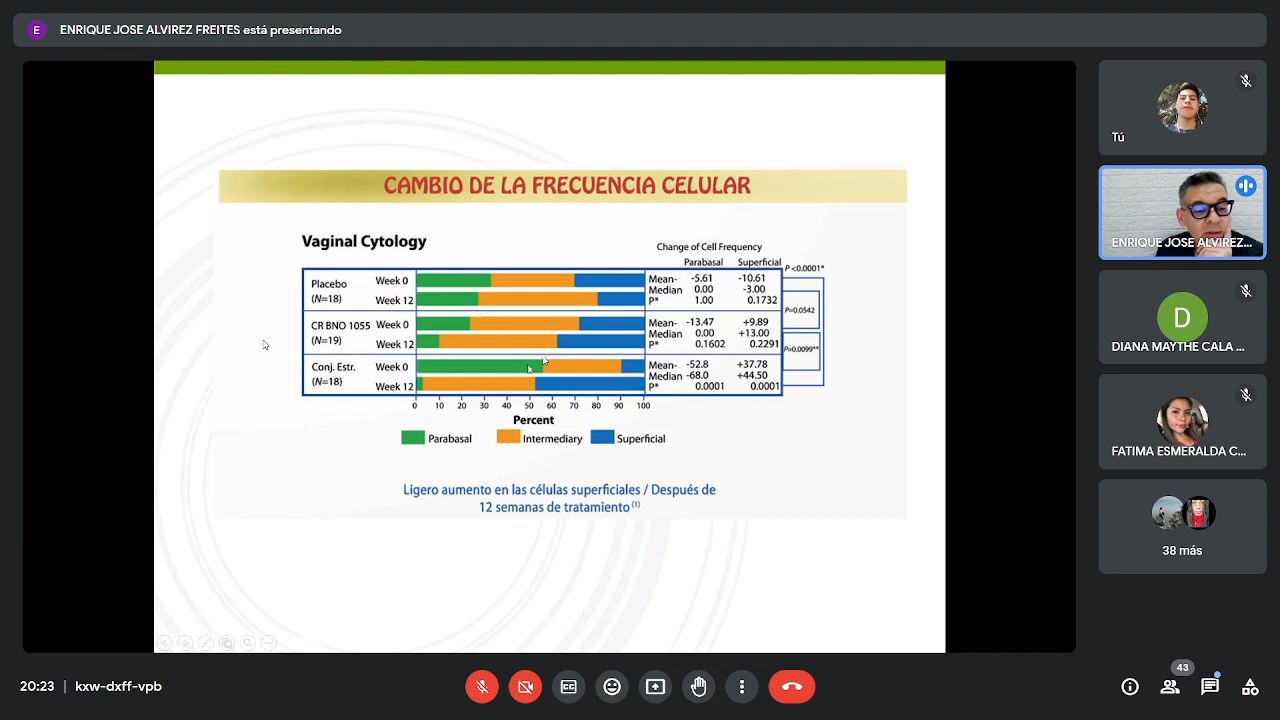 E ENRIQUE JOSE ALVIREZ FREITES está presentando
CAMBIO DE LA FRECUENCIA CELULAR
Vaginal Cytology
Change of Cell Frequency
Parabasal Superficial
P <0.0001*
Placebo
(N=18)
Week 0
Week 12
Mean- -5.61 -10.61
Median 0.00 -3.00
P* 1.00 0.1732
P=0.0542
CR BNO 1055
(N=19)
Week 0
Week 12
Mean- -13.47 +9.89
Median 0.00 +13.00
P* 0.1602 0.2291
P=0.0099**
Conj. Estr.
(N=18)
Week 0
Week 12
Mean- -52.8 +37.78
Median -68.0 +44.50
P* 0.0001 0.0001
0 10 20 30 40 50 60 70 80 90 100
Percent
Parabasal Intermediary Superficial
Ligero aumento en las células superficiales / Después de
12 semanas de tratamiento (1)
Tú
ENRIQUE JOSE ALVIREZ...
D
DIANA MAYTHE CALA ...
FATIMA ESMERALDA C...
38 más
20:23 | kxw-dxff-vpb
43